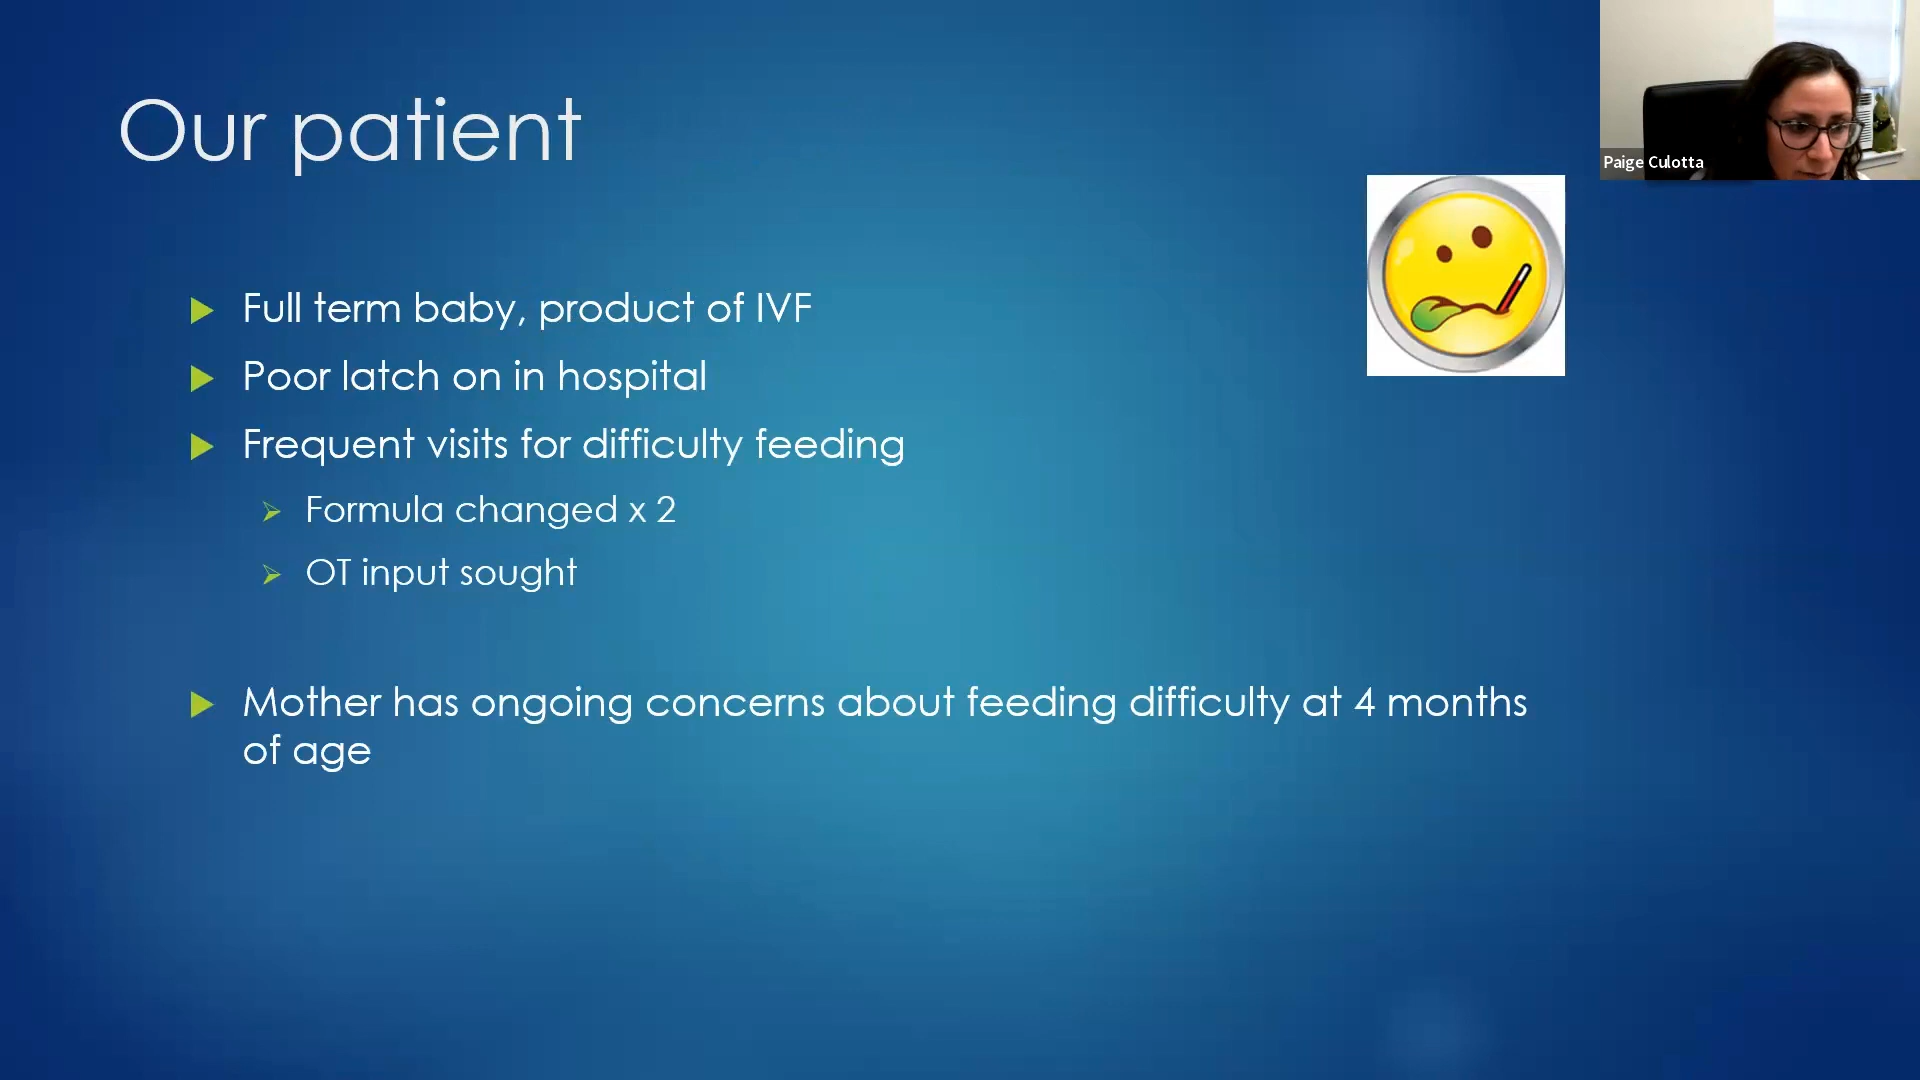 Our patient
Paige Culotta
Full term baby, product of IVF
Poor latch on in hospital
Frequent visits for difficulty feeding
Formula changed x 2
OT input sought
Mother has ongoing concerns about feeding difficulty at 4 months
of age